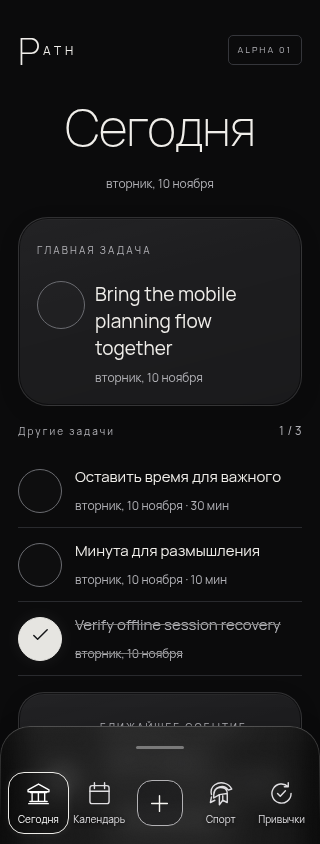 PATH
ALPHA 01
Сегодня
вторник, 10 ноября
ГЛАВНАЯ ЗАДАЧА
Bring the mobile
planning flow
together
вторник, 10 ноября
Другие задачи
1 / 3
Оставить время для важного
вторник, 10 ноября · 30 мин
Минута для размышления
вторник, 10 ноября · 10 мин
Verify offline session recovery
вторник, 10 ноября
БЛИЖАЙШЕЕ СОБЫТИЕ
Сегодня
Календарь
Спорт
Привычки